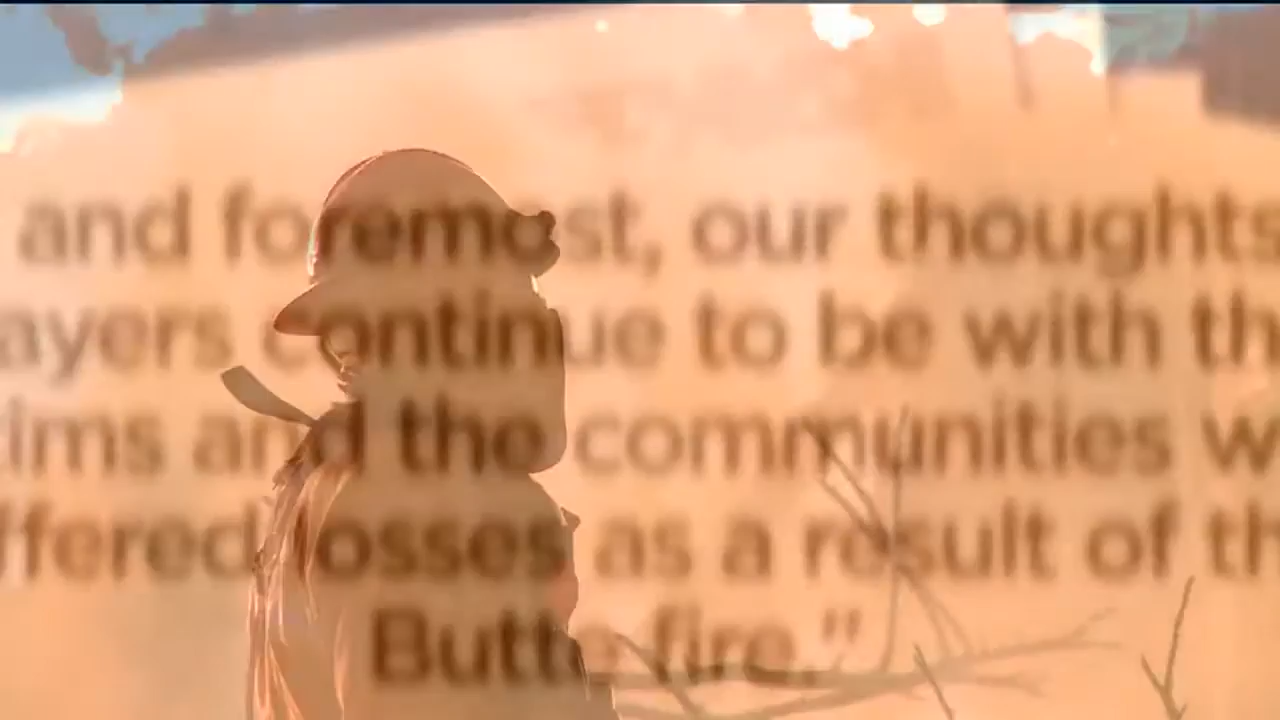 and foremost, our thoughts
ayers continue to be with th
tims and the communities w
ffered losses as a result of th
Butte fire."